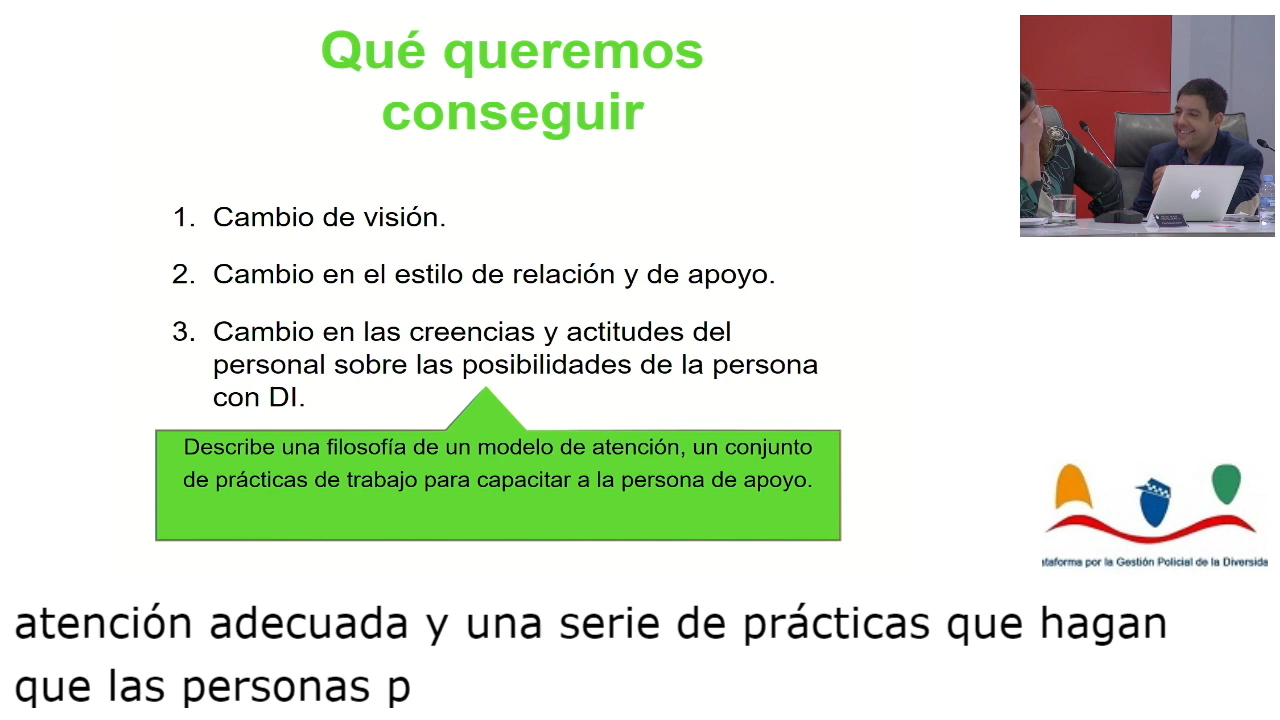 Qué queremos
conseguir
1. Cambio de visión.
2. Cambio en el estilo de relación y de apoyo.
3. Cambio en las creencias y actitudes del
personal sobre las posibilidades de la persona
con DI.
Describe una filosofía de un modelo de atención, un conjunto
de prácticas de trabajo para capacitar a la persona de apoyo.
ataforma por la Gestión Policial de la Diversida
atención adecuada y una serie de prácticas que hagan
que las personas p